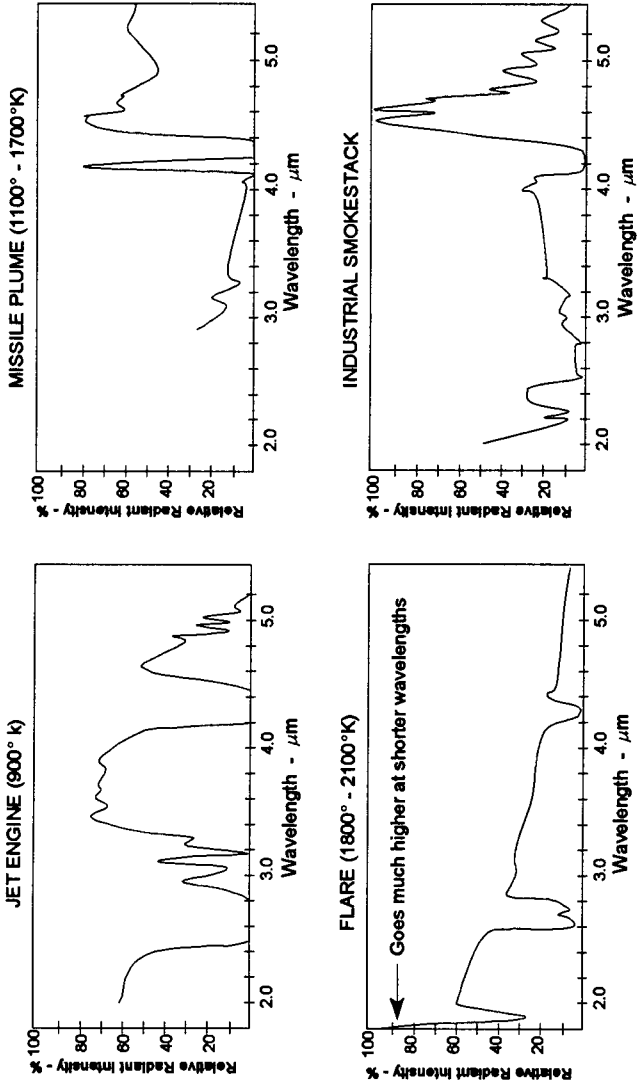 JET ENGINE (900° k)
Relative Radiant Intensity - %
100
80
60
40
20
2.0 3.0 4.0 5.0
Wavelength - μm
MISSILE PLUME (1100° - 1700°K)
Relative Radiant Intensity - %
100
80
60
40
20
2.0 3.0 4.0 5.0
Wavelength - μm
FLARE (1800° - 2100°K)
Relative Radiant Intensity - %
100
80
60
40
20
Goes much higher at shorter wavelengths
2.0 3.0 4.0 5.0
Wavelength - μm
INDUSTRIAL SMOKESTACK
Relative Radiant Intensity - %
100
80
60
40
20
2.0 3.0 4.0 5.0
Wavelength - μm